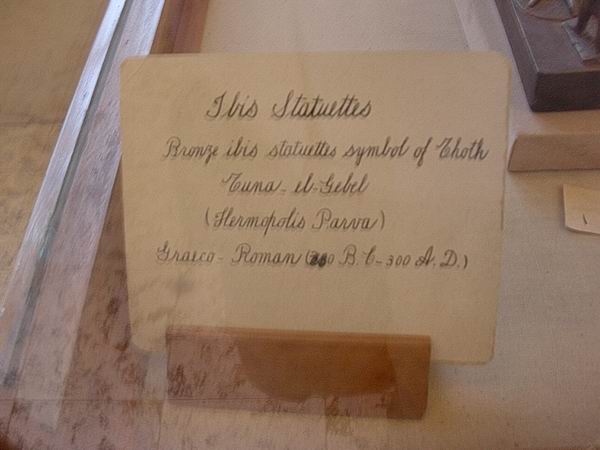 Ibis Statuettes
Bronze ibis statuettes symbol of Thoth
Tuna-el-Gebel
(Hermopolis Parva)
Graeco-Roman ( B.C-300 A.D.)